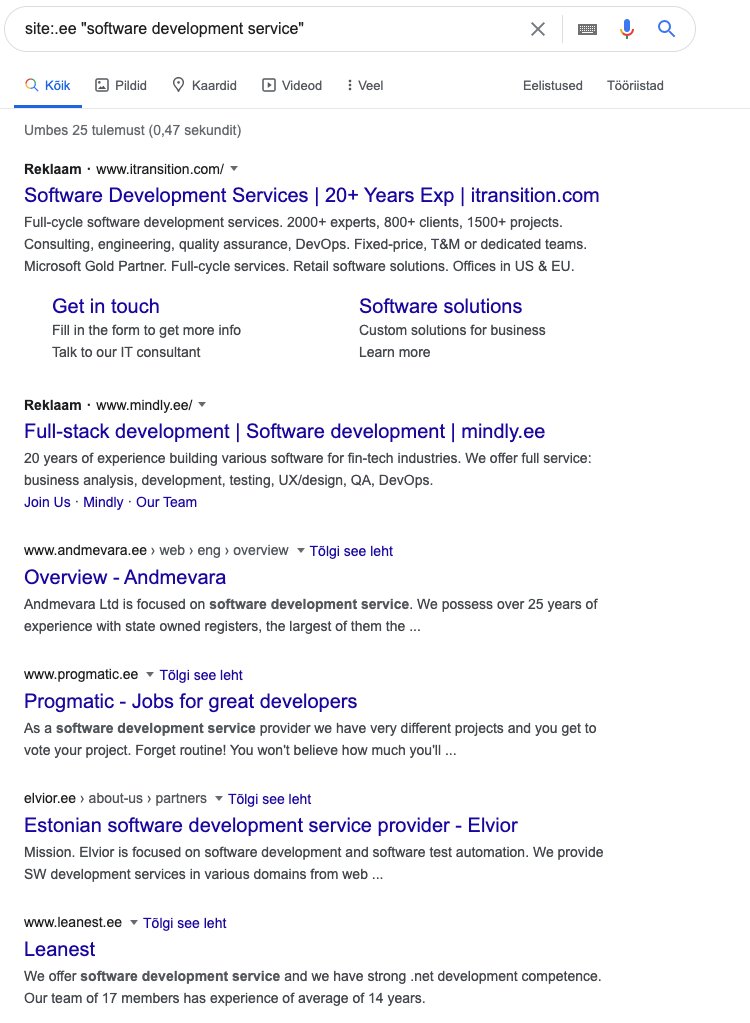 site:.ee "software development service"
Kõik Pildid Kaardid Videod Veel Eelistused Tööriistad
Umbes 25 tulemust (0,47 sekundit)
Reklaam · www.itransition.com/
Software Development Services | 20+ Years Exp | itransition.com
Full-cycle software development services. 2000+ experts, 800+ clients, 1500+ projects.
Consulting, engineering, quality assurance, DevOps. Fixed-price, T&M or dedicated teams.
Microsoft Gold Partner. Full-cycle services. Retail software solutions. Offices in US & EU.
Get in touch
Fill in the form to get more info
Talk to our IT consultant
Software solutions
Custom solutions for business
Learn more
Reklaam · www.mindly.ee/
Full-stack development | Software development | mindly.ee
20 years of experience building various software for fin-tech industries. We offer full service:
business analysis, development, testing, UX/design, QA, DevOps.
Join Us · Mindly · Our Team
www.andmevara.ee › web › eng › overview Tõlgi see leht
Overview - Andmevara
Andmevara Ltd is focused on software development service. We possess over 25 years of
experience with state owned registers, the largest of them the ...
www.progmatic.ee Tõlgi see leht
Progmatic - Jobs for great developers
As a software development service provider we have very different projects and you get to
vote your project. Forget routine! You won't believe how much you'll ...
elvior.ee › about-us › partners Tõlgi see leht
Estonian software development service provider - Elvior
Mission. Elvior is focused on software development and software test automation. We provide
SW development services in various domains from web ...
www.leanest.ee Tõlgi see leht
Leanest
We offer software development service and we have strong .net development competence.
Our team of 17 members has experience of average of 14 years.